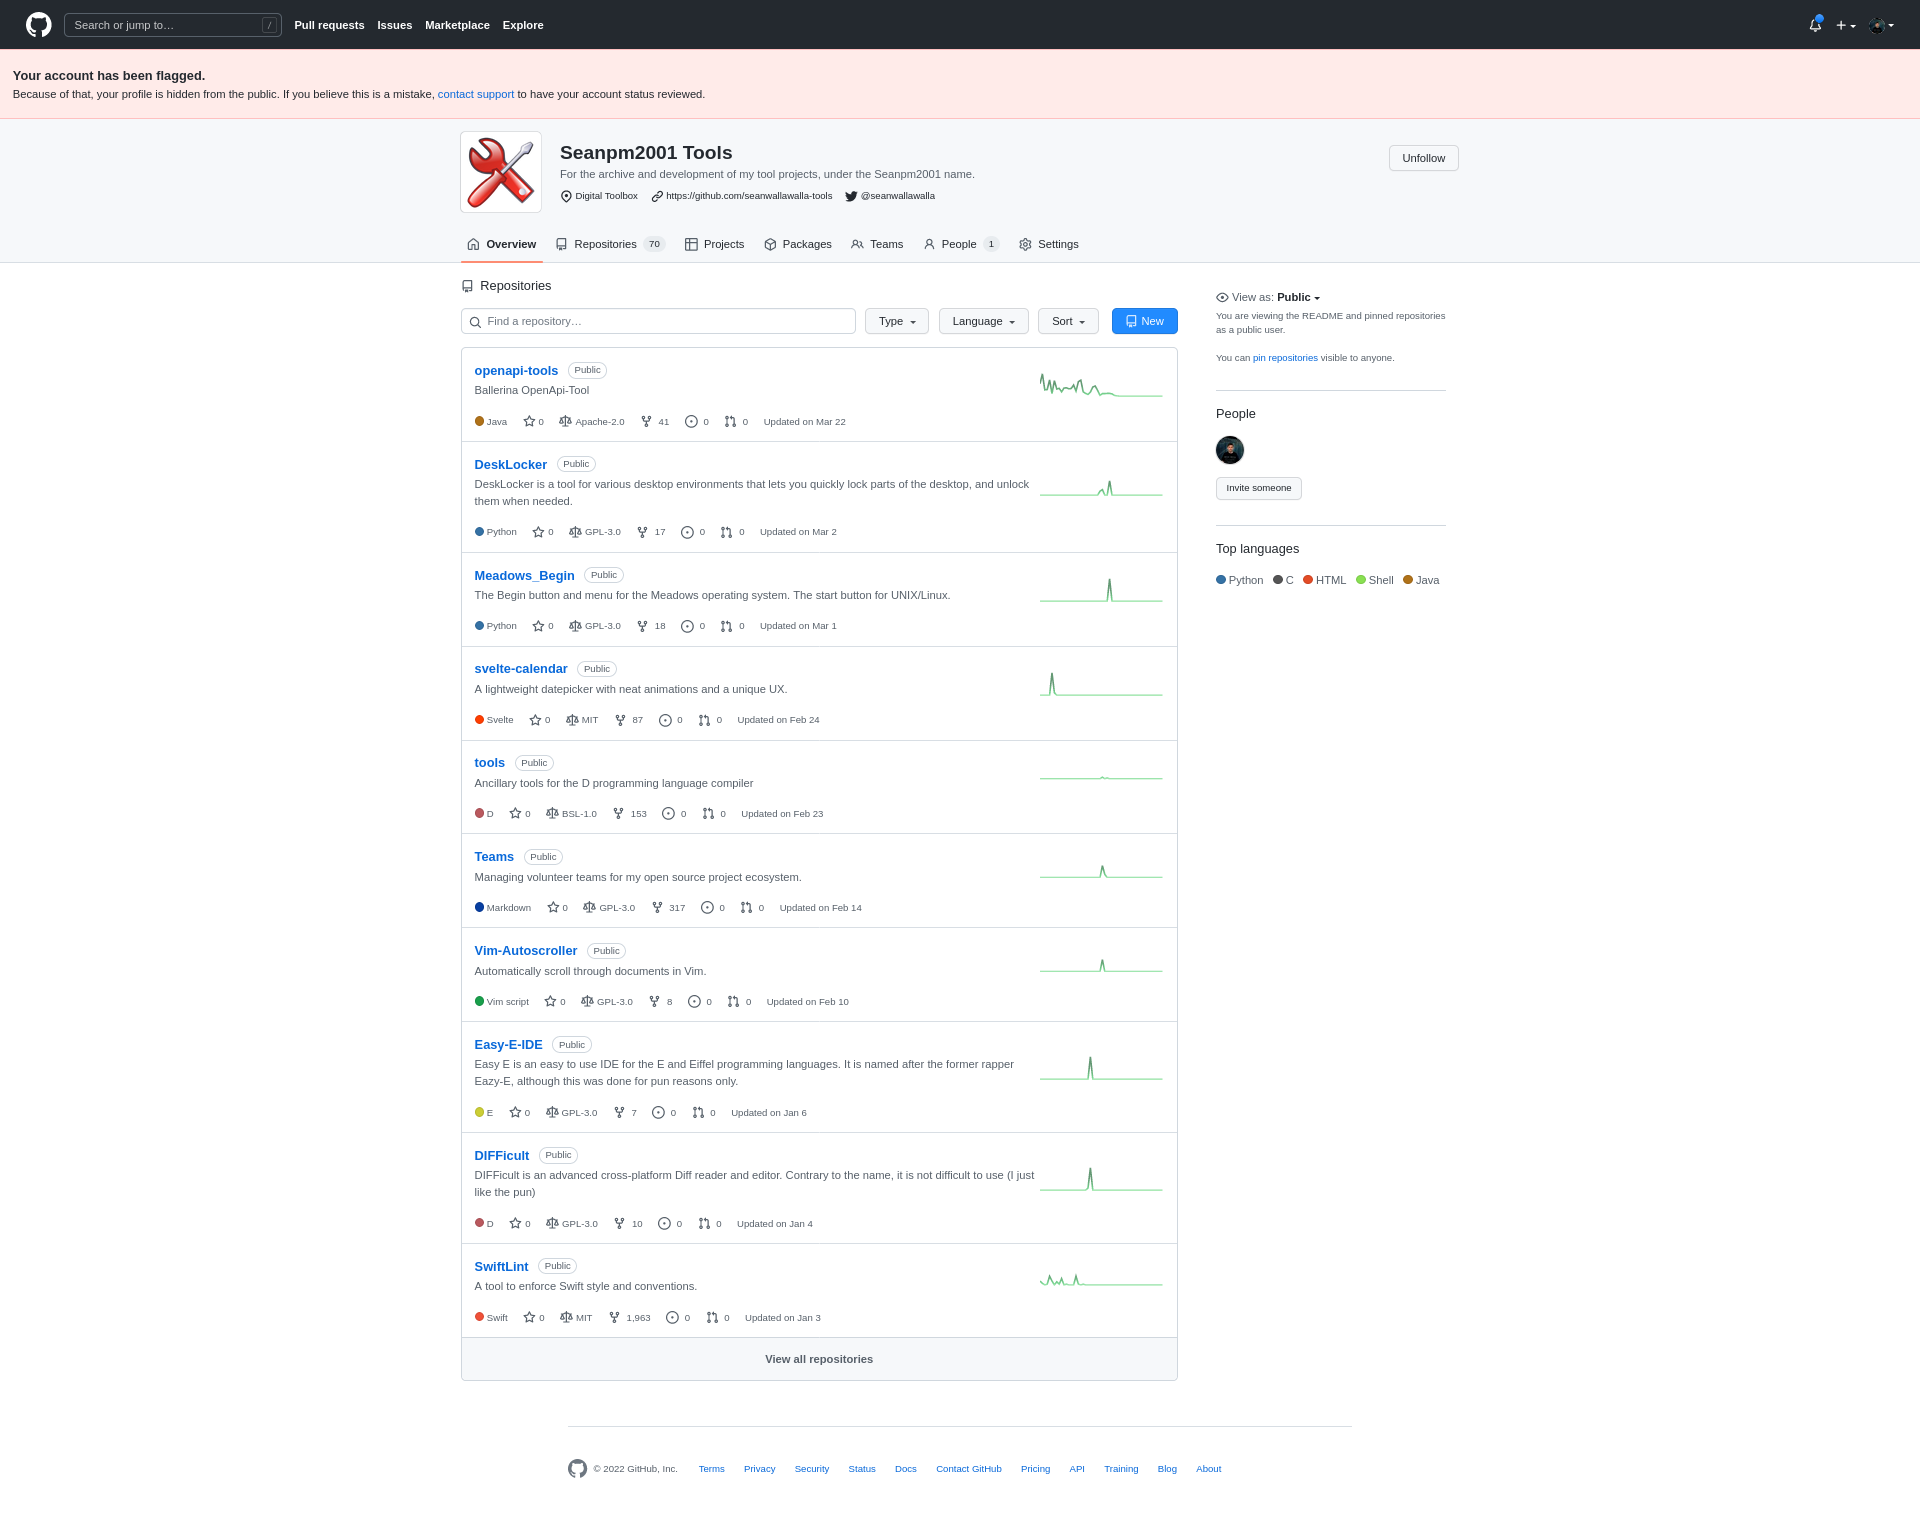 Search or jump to… /
Pull requests Issues Marketplace Explore
Your account has been flagged.
Because of that, your profile is hidden from the public. If you believe this is a mistake, contact support to have your account status reviewed.
Seanpm2001 Tools
Unfollow
For the archive and development of my tool projects, under the Seanpm2001 name.
Digital Toolbox https://github.com/seanwallawalla-tools @seanwallawalla
Overview Repositories 70 Projects Packages Teams People 1 Settings
Repositories
Find a repository… Type Language Sort New
openapi-tools Public
Ballerina OpenApi-Tool
Java 0 Apache-2.0 41 0 0 Updated on Mar 22
DeskLocker Public
DeskLocker is a tool for various desktop environments that lets you quickly lock parts of the desktop, and unlock
them when needed.
Python 0 GPL-3.0 17 0 0 Updated on Mar 2
Meadows_Begin Public
The Begin button and menu for the Meadows operating system. The start button for UNIX/Linux.
Python 0 GPL-3.0 18 0 0 Updated on Mar 1
svelte-calendar Public
A lightweight datepicker with neat animations and a unique UX.
Svelte 0 MIT 87 0 0 Updated on Feb 24
tools Public
Ancillary tools for the D programming language compiler
D 0 BSL-1.0 153 0 0 Updated on Feb 23
Teams Public
Managing volunteer teams for my open source project ecosystem.
Markdown 0 GPL-3.0 317 0 0 Updated on Feb 14
Vim-Autoscroller Public
Automatically scroll through documents in Vim.
Vim script 0 GPL-3.0 8 0 0 Updated on Feb 10
Easy-E-IDE Public
Easy E is an easy to use IDE for the E and Eiffel programming languages. It is named after the former rapper
Eazy-E, although this was done for pun reasons only.
E 0 GPL-3.0 7 0 0 Updated on Jan 6
DIFFicult Public
DIFFicult is an advanced cross-platform Diff reader and editor. Contrary to the name, it is not difficult to use (I just
like the pun)
D 0 GPL-3.0 10 0 0 Updated on Jan 4
SwiftLint Public
A tool to enforce Swift style and conventions.
Swift 0 MIT 1,963 0 0 Updated on Jan 3
View all repositories
View as: Public
You are viewing the README and pinned repositories
as a public user.
You can pin repositories visible to anyone.
People
Invite someone
Top languages
Python C HTML Shell Java
© 2022 GitHub, Inc. Terms Privacy Security Status Docs Contact GitHub Pricing API Training Blog About